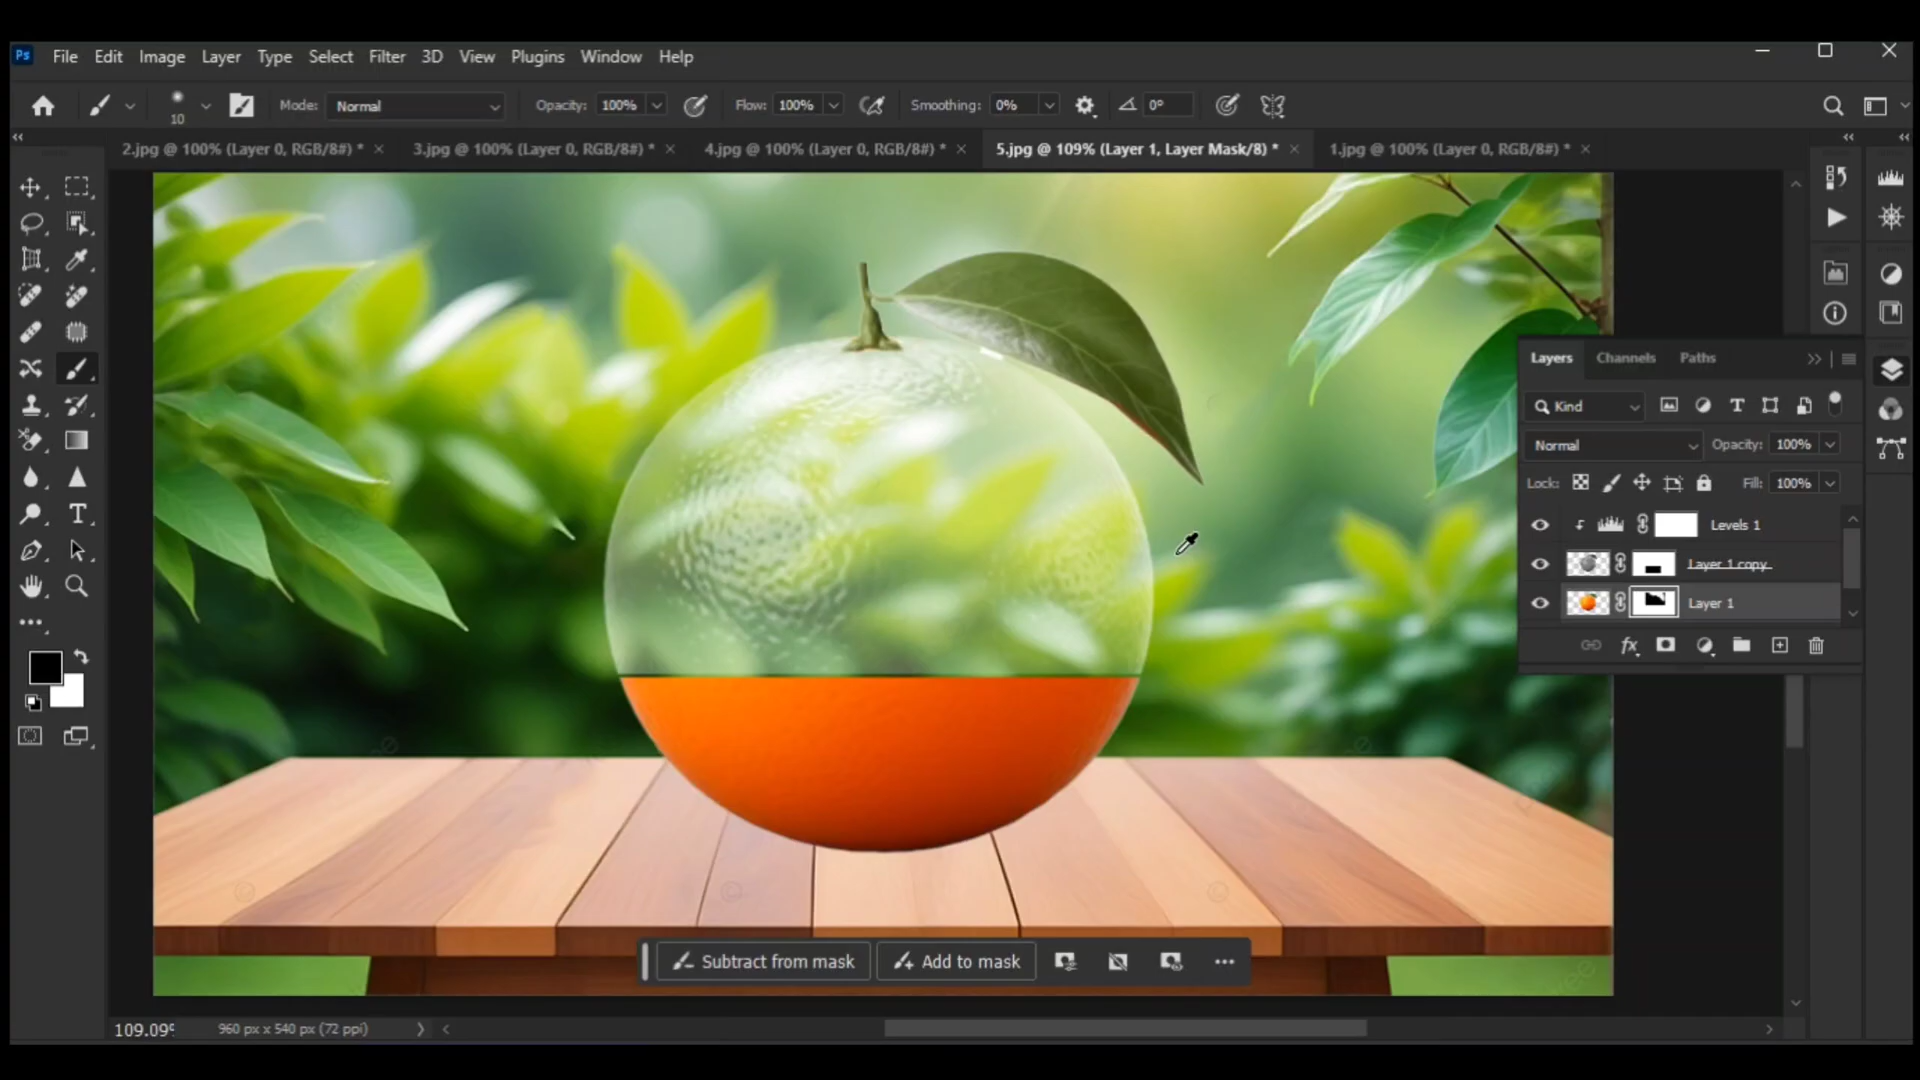 Ps File Edit Image Layer Type Select Filter 3D View Plugins Window Help
10 Mode: Normal Opacity: 100% Flow: 100% Smoothing: 0% 0°
2.jpg @ 100% (Layer 0, RGB/8#) * 3.jpg @ 100% (Layer 0, RGB/8#) * 4.jpg @ 100% (Layer 0, RGB/8#) * 5.jpg @ 109% (Layer 1, Layer Mask/8) * 1.jpg @ 100% (Layer 0, RGB/8#) *
Layers Channels Paths
Kind
Normal Opacity: 100%
Lock: Fill: 100%
Levels 1
Layer 1 copy
Layer 1
fx
Subtract from mask Add to mask
109.09% 960 px x 540 px (72 ppi)